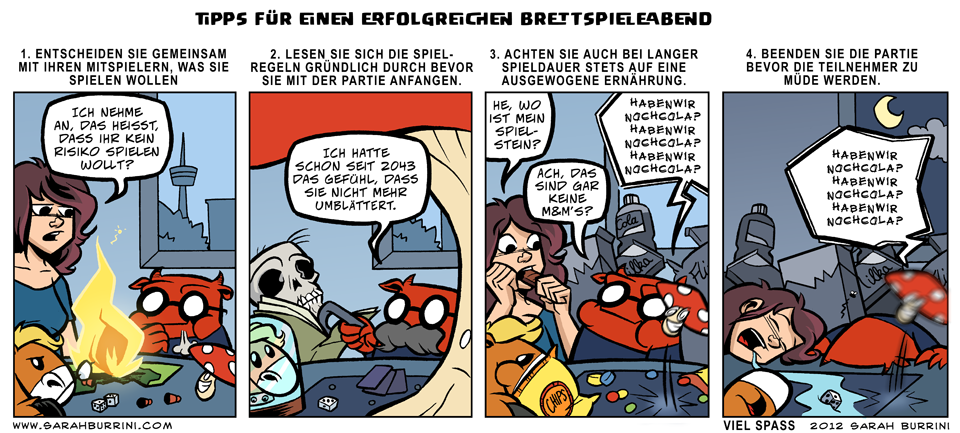 TIPPS FÜR EINEN ERFOLGREICHEN BRETTSPIELEABEND
1. ENTSCHEIDEN SIE GEMEINSAM
MIT IHREN MITSPIELERN, WAS SIE
SPIELEN WOLLEN
ICH NEHME
AN, DAS HEISST,
DASS IHR KEIN
RISIKO SPIELEN
WOLLT?
2. LESEN SIE SICH DIE SPIEL-
REGELN GRÜNDLICH DURCH BEVOR
SIE MIT DER PARTIE ANFANGEN.
ICH HATTE
SCHON SEIT 2043
DAS GEFÜHL, DASS
SIE NICHT MEHR
UMBLÄTTERT.
3. ACHTEN SIE AUCH BEI LANGER
SPIELDAUER STETS AUF EINE
AUSGEWOGENE ERNÄHRUNG.
HE, WO
IST MEIN
SPIEL-
STEIN?
HABENWIR
NOCHCOLA?
HABENWIR
NOCHCOLA?
HABENWIR
NOCHCOLA?
ACH, DAS
SIND GAR
KEINE
M&M'S?
Cola
CHIPS
4. BEENDEN SIE DIE PARTIE
BEVOR DIE TEILNEHMER ZU
MÜDE WERDEN.
HABENWIR
NOCHCOLA?
HABENWIR
NOCHCOLA?
HABENWIR
NOCHCOLA?
WWW.SARAHBURRINI.COM
VIEL SPASS
2012 SARAH BURRINI